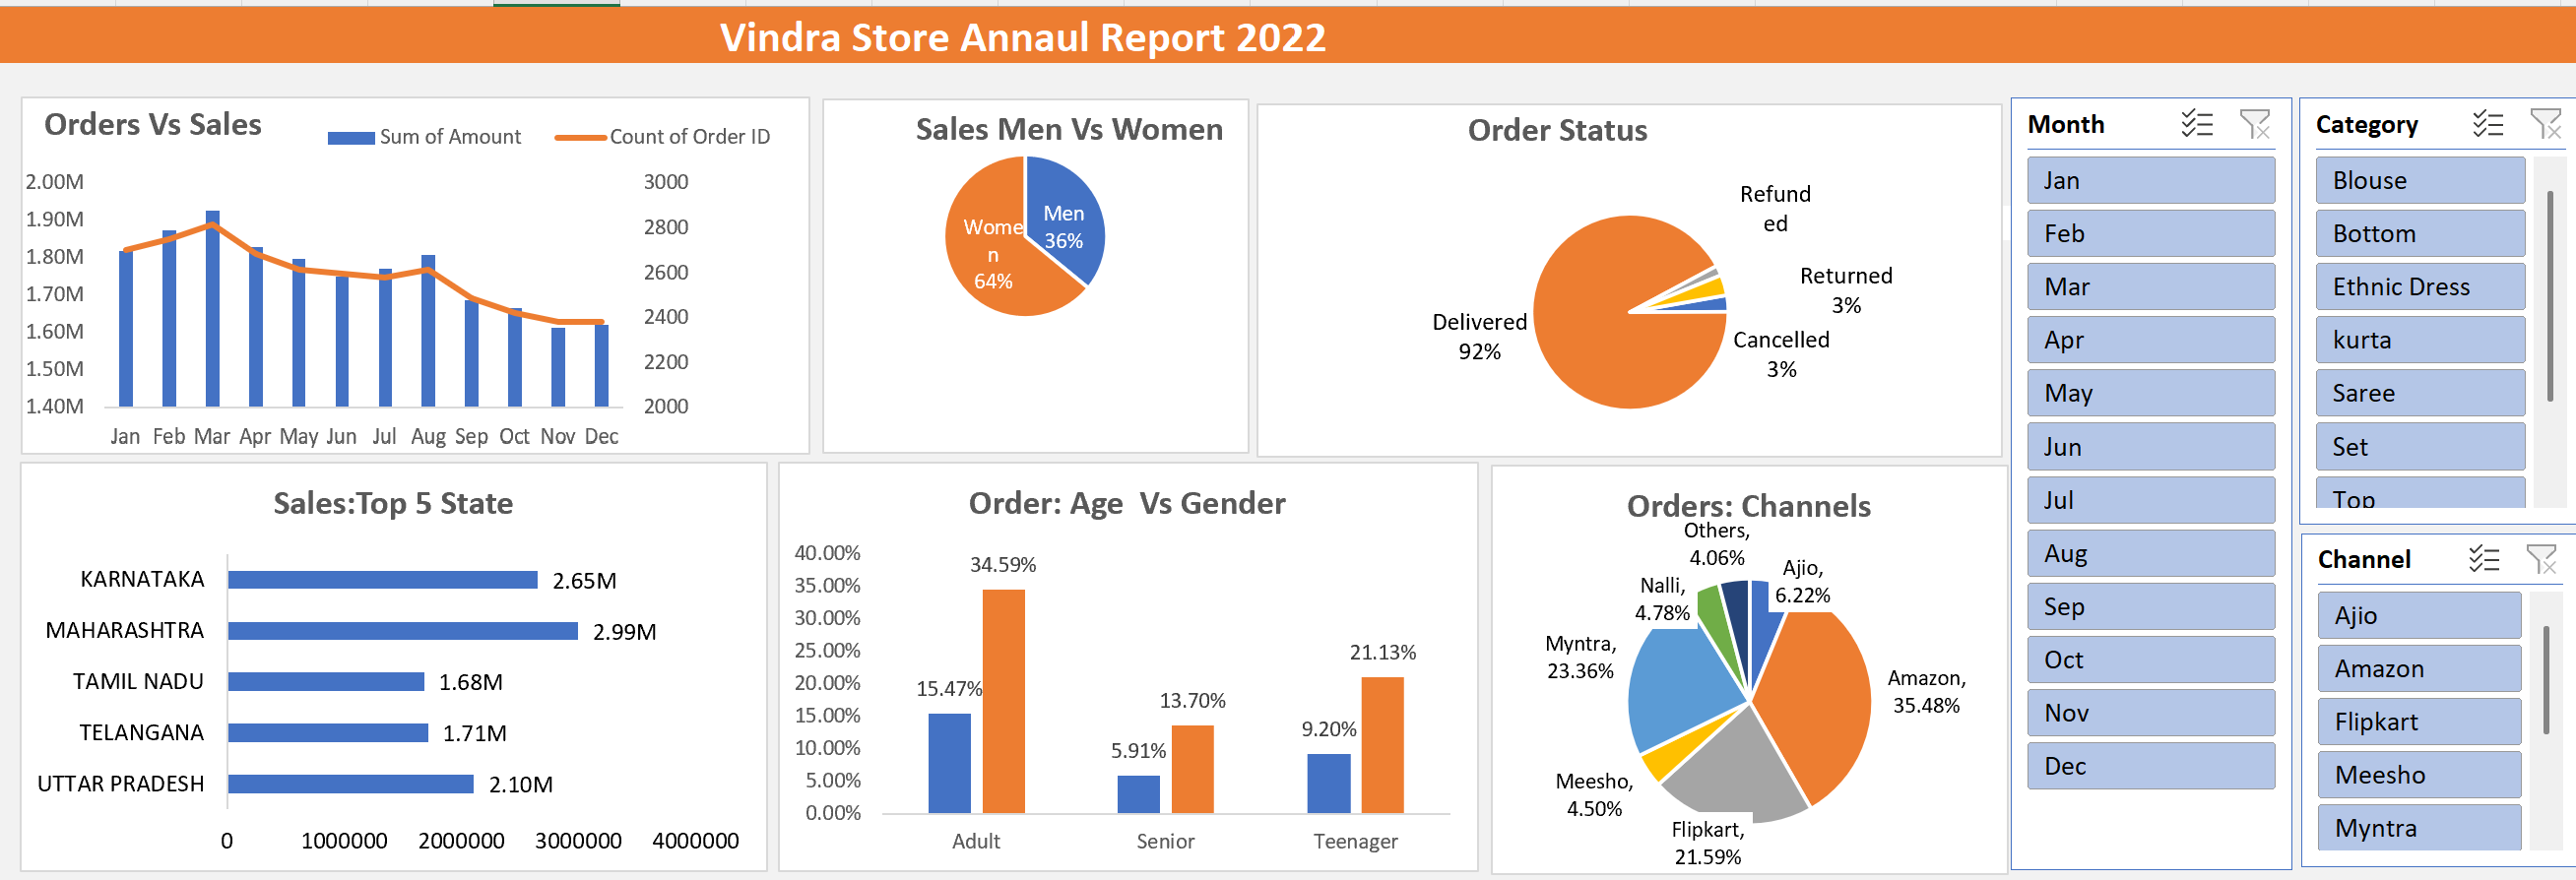 Vindra Store Annaul Report 2022
Orders Vs Sales
Sum of Amount
Count of Order ID
2.00M
1.90M
1.80M
1.70M
1.60M
1.50M
1.40M
3000
2800
2600
2400
2200
2000
Jan Feb Mar Apr May Jun Jul Aug Sep Oct Nov Dec
Sales Men Vs Women
Men
36%
Wome
n
64%
Order Status
Refund
ed
Returned
3%
Cancelled
3%
Delivered
92%
Sales:Top 5 State
KARNATAKA 2.65M
MAHARASHTRA 2.99M
TAMIL NADU 1.68M
TELANGANA 1.71M
UTTAR PRADESH 2.10M
0 1000000 2000000 3000000 4000000
Order: Age  Vs Gender
40.00%
35.00%
30.00%
25.00%
20.00%
15.00%
10.00%
5.00%
0.00%
15.47%
34.59%
5.91%
13.70%
9.20%
21.13%
Adult Senior Teenager
Orders: Channels
Others,
4.06%
Ajio,
6.22%
Nalli,
4.78%
Myntra,
23.36%
Amazon,
35.48%
Meesho,
4.50%
Flipkart,
21.59%
Month
Jan
Feb
Mar
Apr
May
Jun
Jul
Aug
Sep
Oct
Nov
Dec
Category
Blouse
Bottom
Ethnic Dress
kurta
Saree
Set
Top
Channel
Ajio
Amazon
Flipkart
Meesho
Myntra